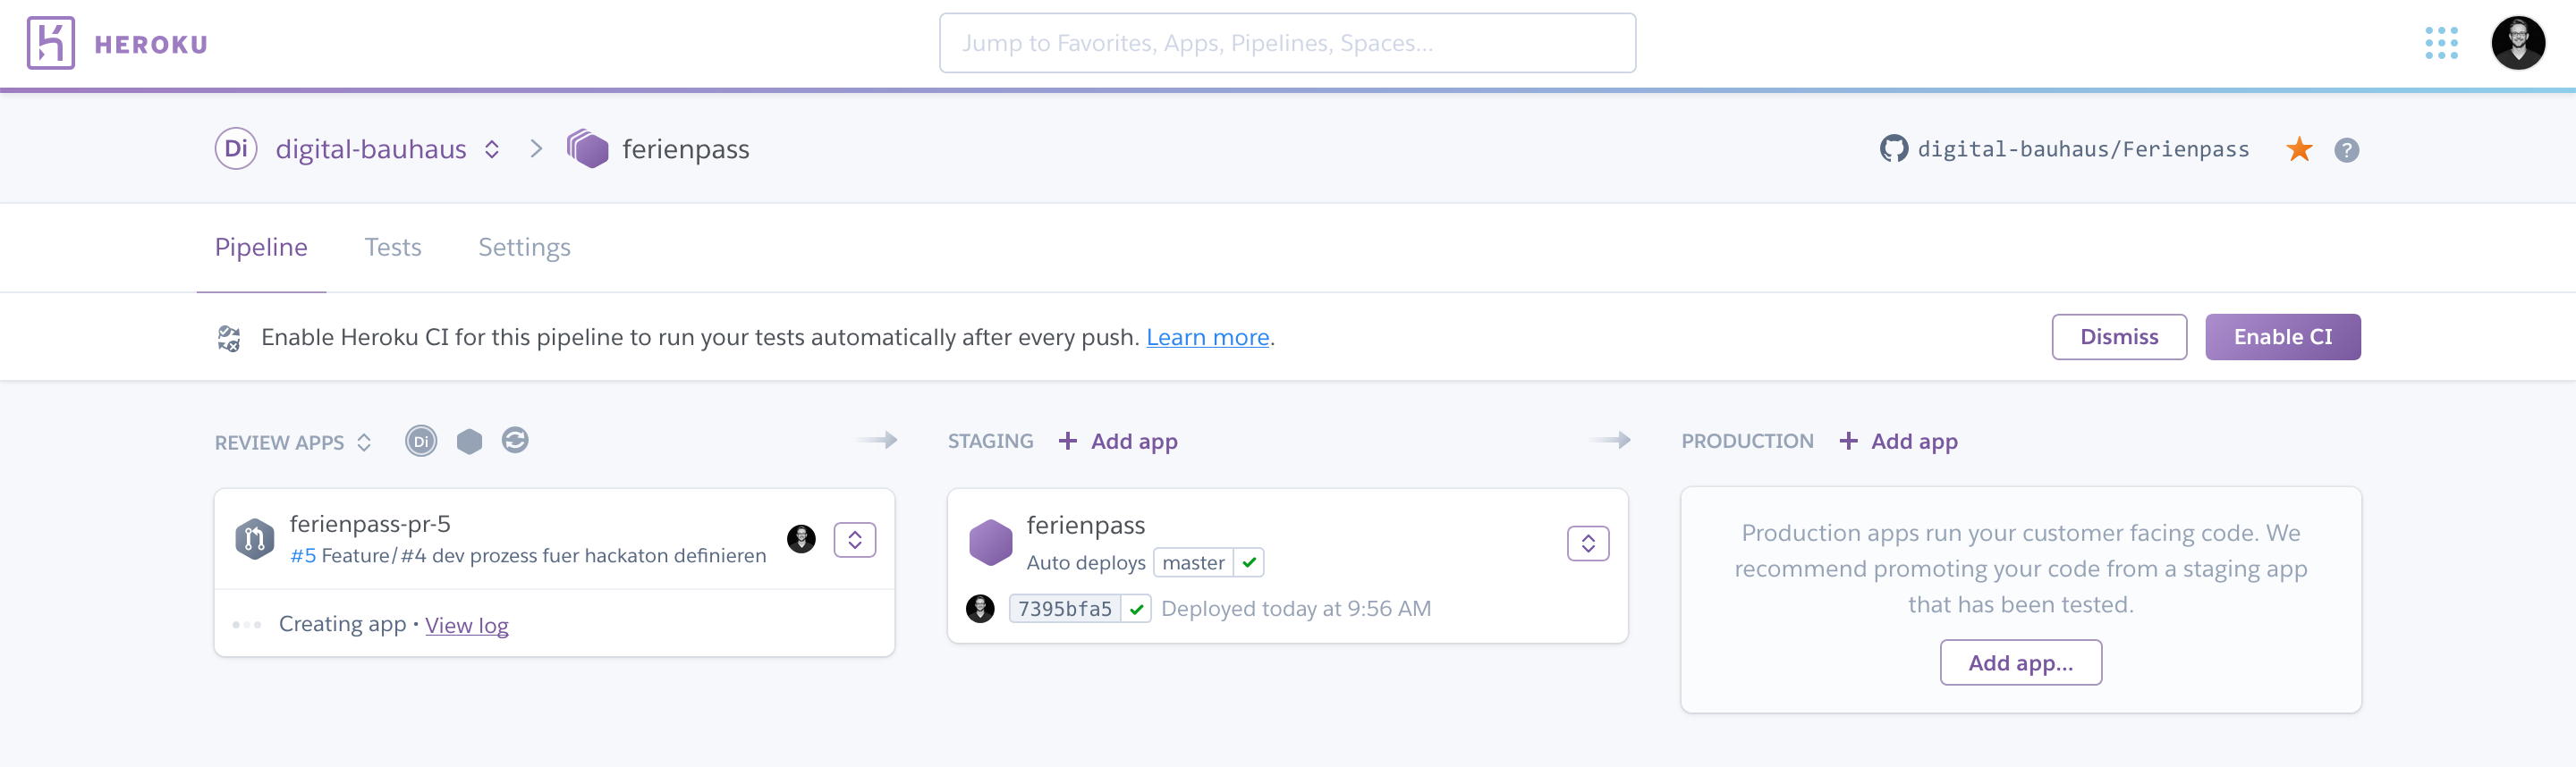 HEROKU
Jump to Favorites, Apps, Pipelines, Spaces...
Di digital-bauhaus > ferienpass
digital-bauhaus/Ferienpass ?
Pipeline Tests Settings
Enable Heroku CI for this pipeline to run your tests automatically after every push. Learn more.
Dismiss Enable CI
REVIEW APPS Di
ferienpass-pr-5
#5 Feature/#4 dev prozess fuer hackaton definieren
Creating app • View log
STAGING + Add app
ferienpass
Auto deploys master
7395bfa5 Deployed today at 9:56 AM
PRODUCTION + Add app
Production apps run your customer facing code. We
recommend promoting your code from a staging app
that has been tested.
Add app...